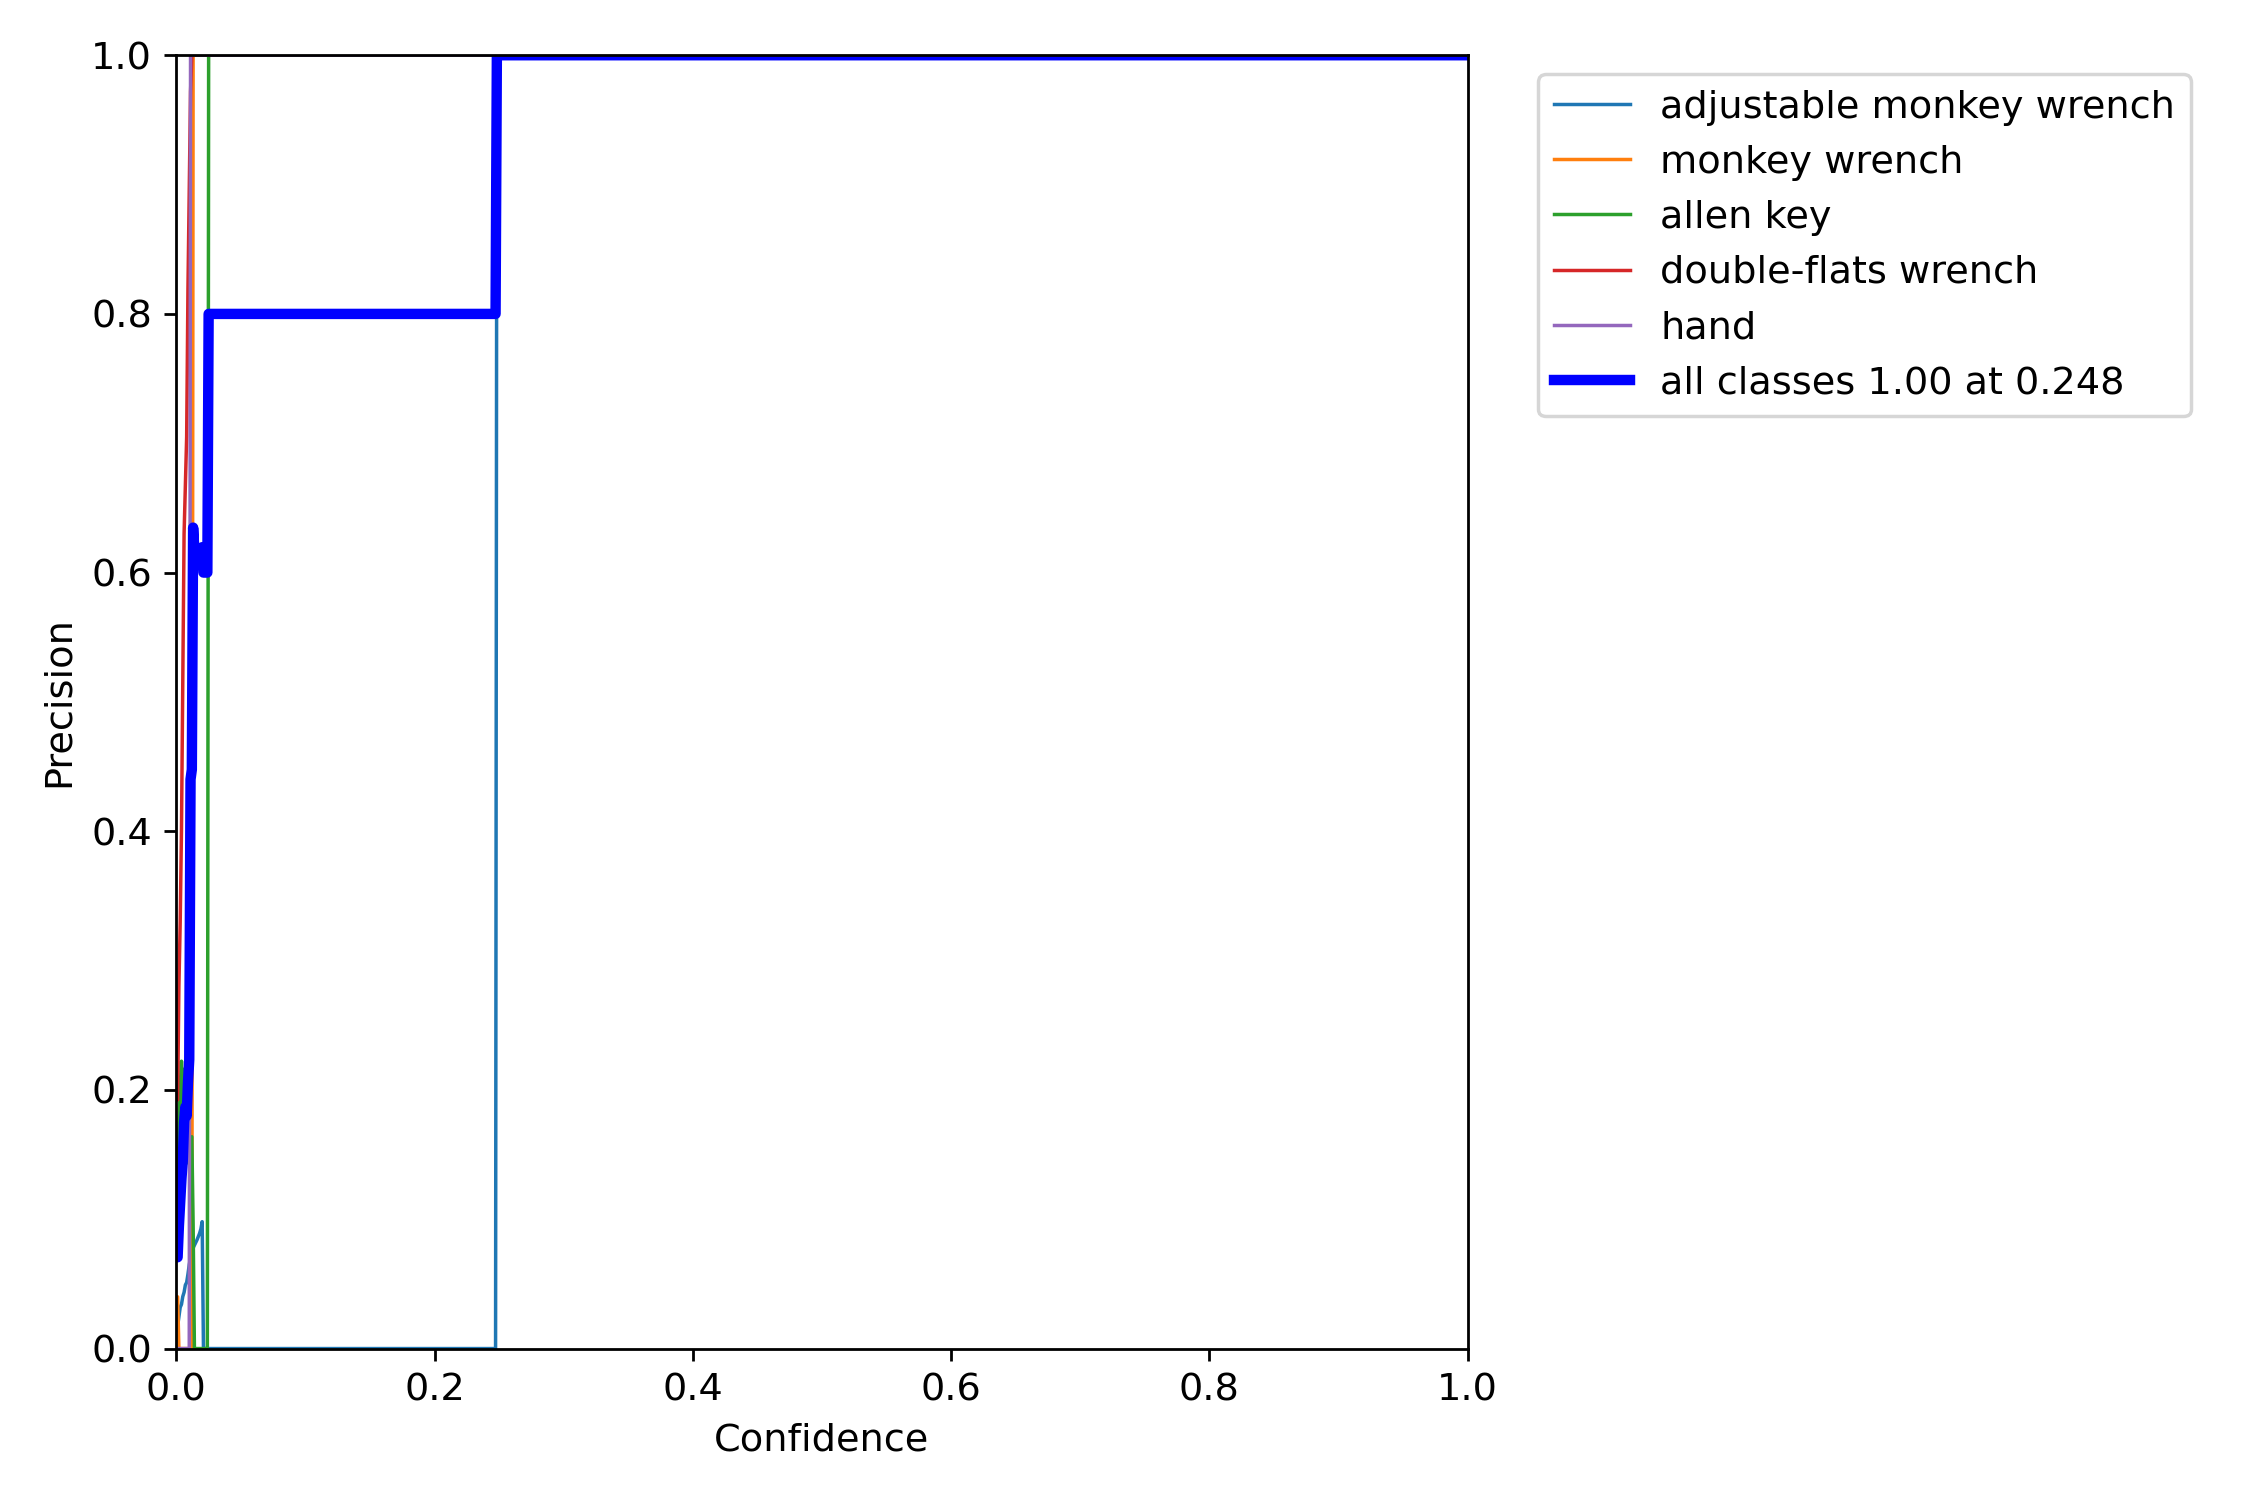 1.0
0.8
0.6
0.4
0.2
0.0
Precision
0.0 0.2 0.4 0.6 0.8 1.0
Confidence
adjustable monkey wrench
monkey wrench
allen key
double-flats wrench
hand
all classes 1.00 at 0.248